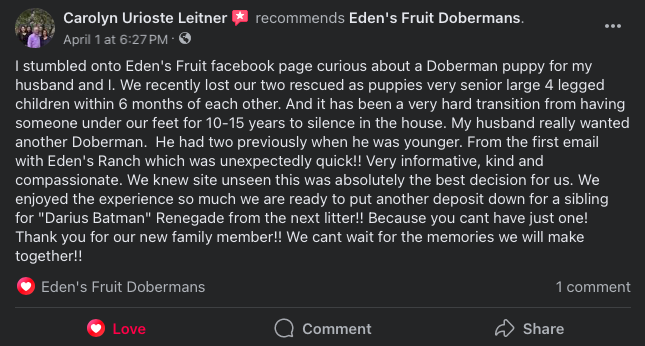 Carolyn Urioste Leitner recommends Eden's Fruit Dobermans.
April 1 at 6:27 PM ·
I stumbled onto Eden's Fruit facebook page curious about a Doberman puppy for my
husband and I. We recently lost our two rescued as puppies very senior large 4 legged
children within 6 months of each other. And it has been a very hard transition from having
someone under our feet for 10-15 years to silence in the house. My husband really wanted
another Doberman.  He had two previously when he was younger. From the first email
with Eden's Ranch which was unexpectedly quick!! Very informative, kind and
compassionate. We knew site unseen this was absolutely the best decision for us. We
enjoyed the experience so much we are ready to put another deposit down for a sibling
for "Darius Batman" Renegade from the next litter!! Because you cant have just one!
Thank you for our new family member!! We cant wait for the memories we will make
together!!
Eden's Fruit Dobermans 1 comment
Love Comment Share